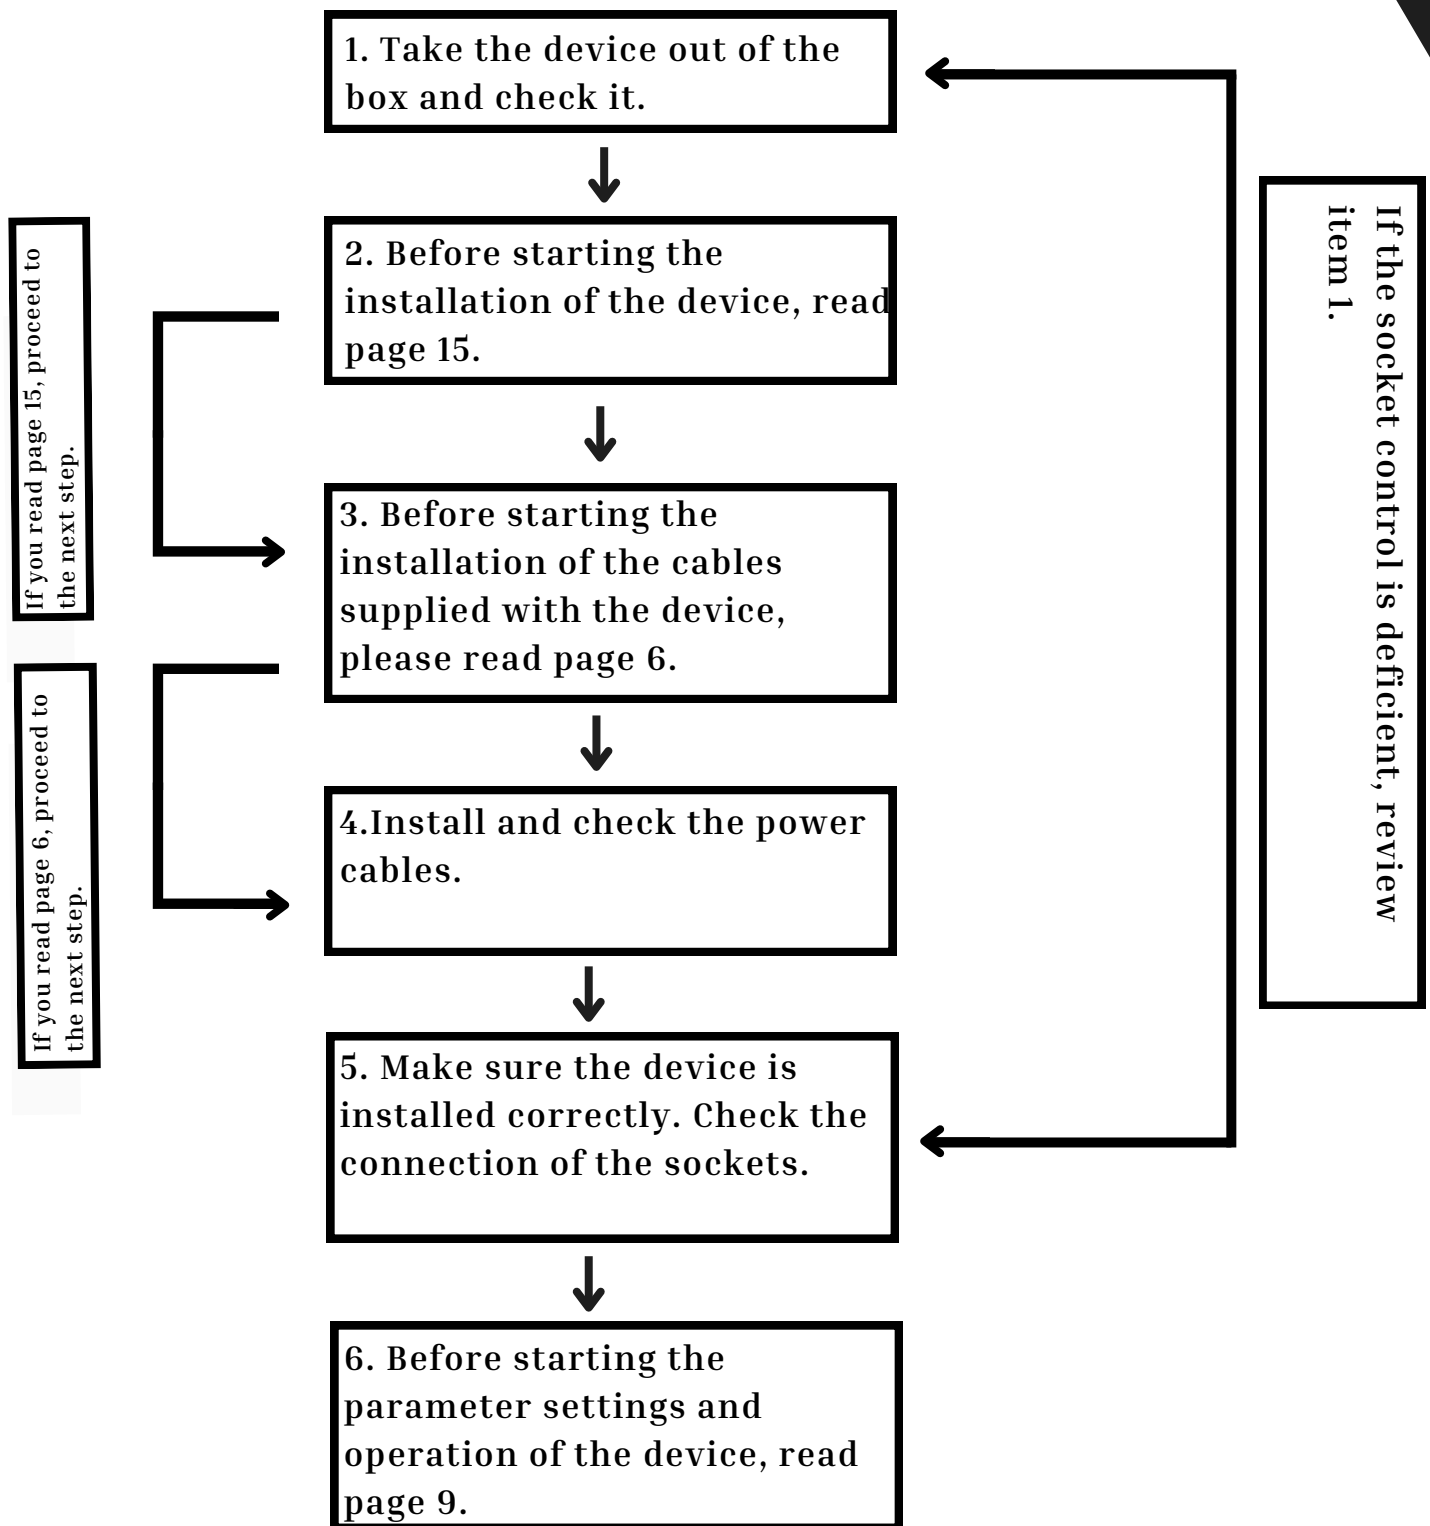 1. Take the device out of the
box and check it.
2. Before starting the
installation of the device, read
page 15.
If you read page 15, proceed to
the next step.
3. Before starting the
installation of the cables
supplied with the device,
please read page 6.
If you read page 6, proceed to
the next step.
4.Install and check the power
cables.
5. Make sure the device is
installed correctly. Check the
connection of the sockets.
If the socket control is deficient, review
item 1.
6. Before starting the
parameter settings and
operation of the device, read
page 9.